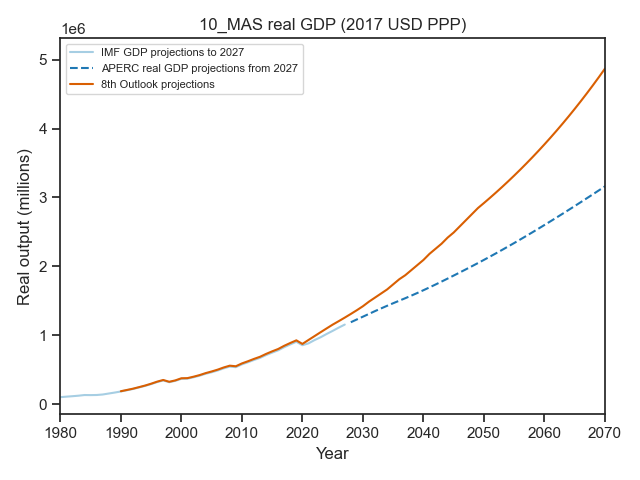 10_MAS real GDP (2017 USD PPP)
1e6
IMF GDP projections to 2027
APERC real GDP projections from 2027
8th Outlook projections
Real output (millions)
5
4
3
2
1
0
1980 1990 2000 2010 2020 2030 2040 2050 2060 2070
Year